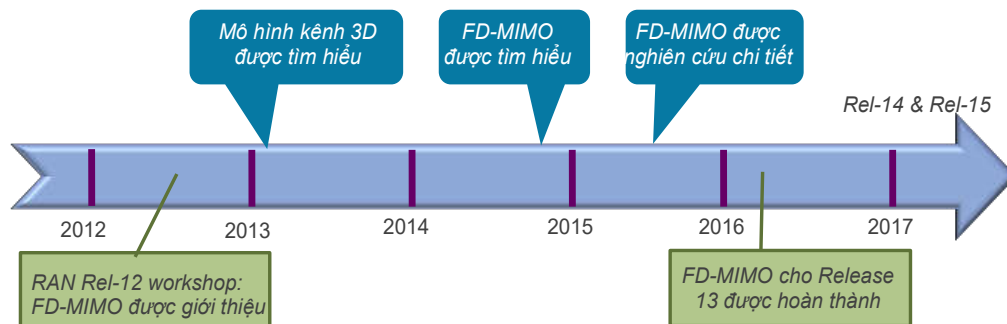 Mô hình kênh 3D
được tìm hiểu
FD-MIMO
được tìm hiểu
FD-MIMO được
nghiên cứu chi tiết
Rel-14 & Rel-15
2012
2013
2014
2015
2016
2017
RAN Rel-12 workshop:
FD-MIMO được giới thiệu
FD-MIMO cho Release
13 được hoàn thành